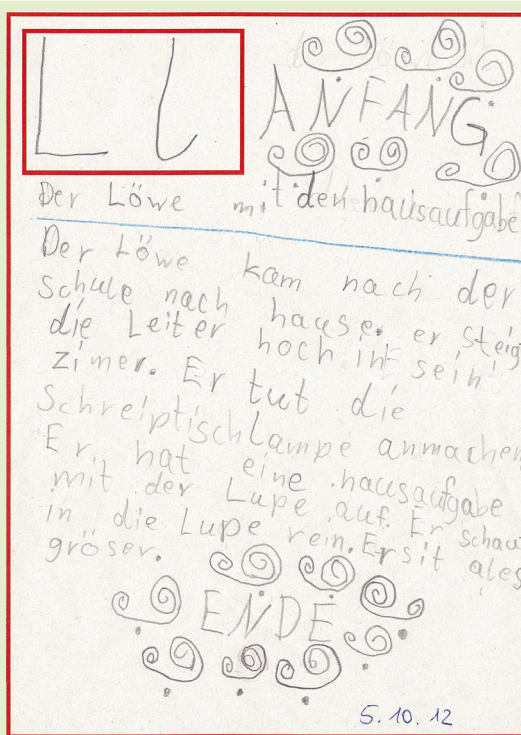 L l
ANFANG
Der Löwe mit den hausaufgabe
Der Löwe kam nach der
schule nach hause. er steig
die Leiter hoch in sein
zimer. Er tut die
Schreiptischlampe anmachen
Er hat eine hausaufgabe
mit der Lupe auf. Er schau
in die Lupe rein. Er sit ales
gröser.
ENDE
5.10.12